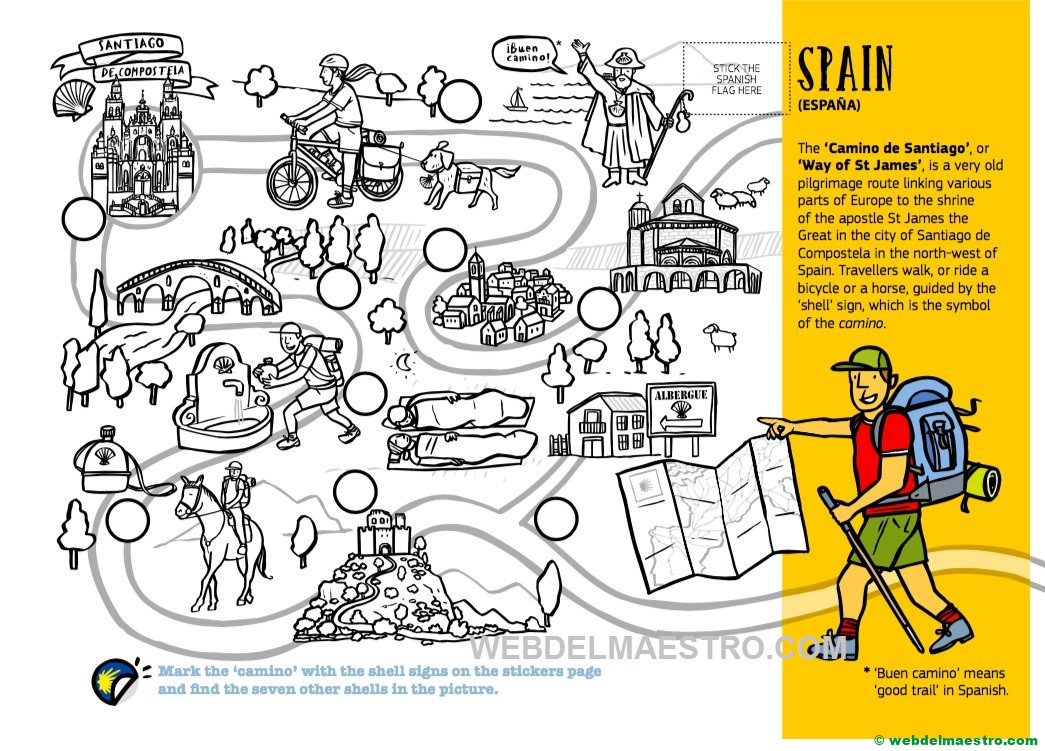 SANTIAGO
DE COMPOSTELA
¡Buen
camino!
*
STICK THE
SPANISH
FLAG HERE
ALBERGUE
SPAIN
(ESPAÑA)
The ‘Camino de Santiago’, or
‘Way of St James’, is a very old
pilgrimage route linking various
parts of Europe to the shrine
of the apostle St James the
Great in the city of Santiago de
Compostela in the north-west of
Spain. Travellers walk, or ride a
bicycle or a horse, guided by the
‘shell’ sign, which is the symbol
of the camino.
WEBDELMAESTRO.COM
Mark the ‘camino’ with the shell signs on the stickers page
and find the seven other shells in the picture.
* ‘Buen camino’ means
‘good trail’ in Spanish.
© webdelmaestro.com